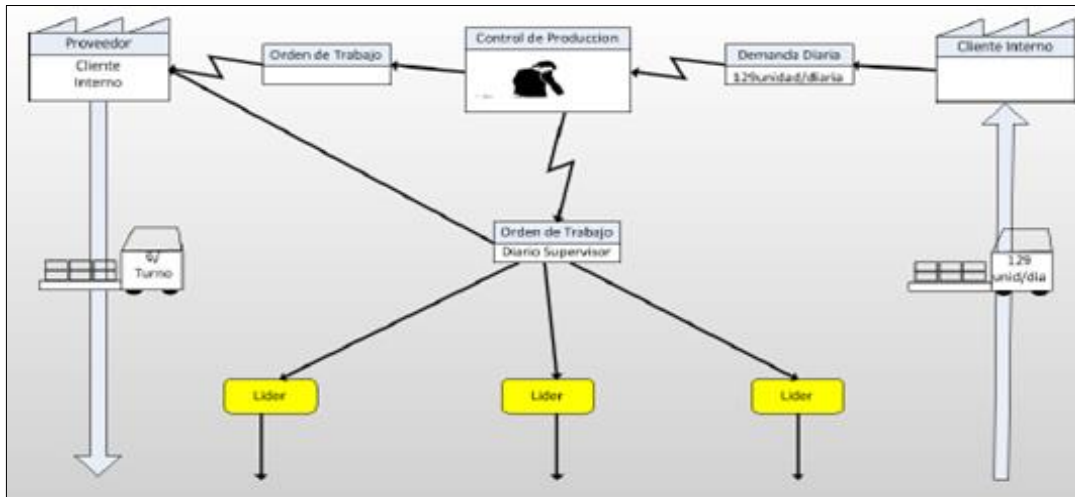 Proveedor
Cliente
Interno
Orden de Trabajo
Control de Produccion
Demanda Diaria
129unidad/diaria
Cliente Interno
Orden de Trabajo
Diario Supervisor
6/
Turno
129
unid/dia
Lider
Lider
Lider